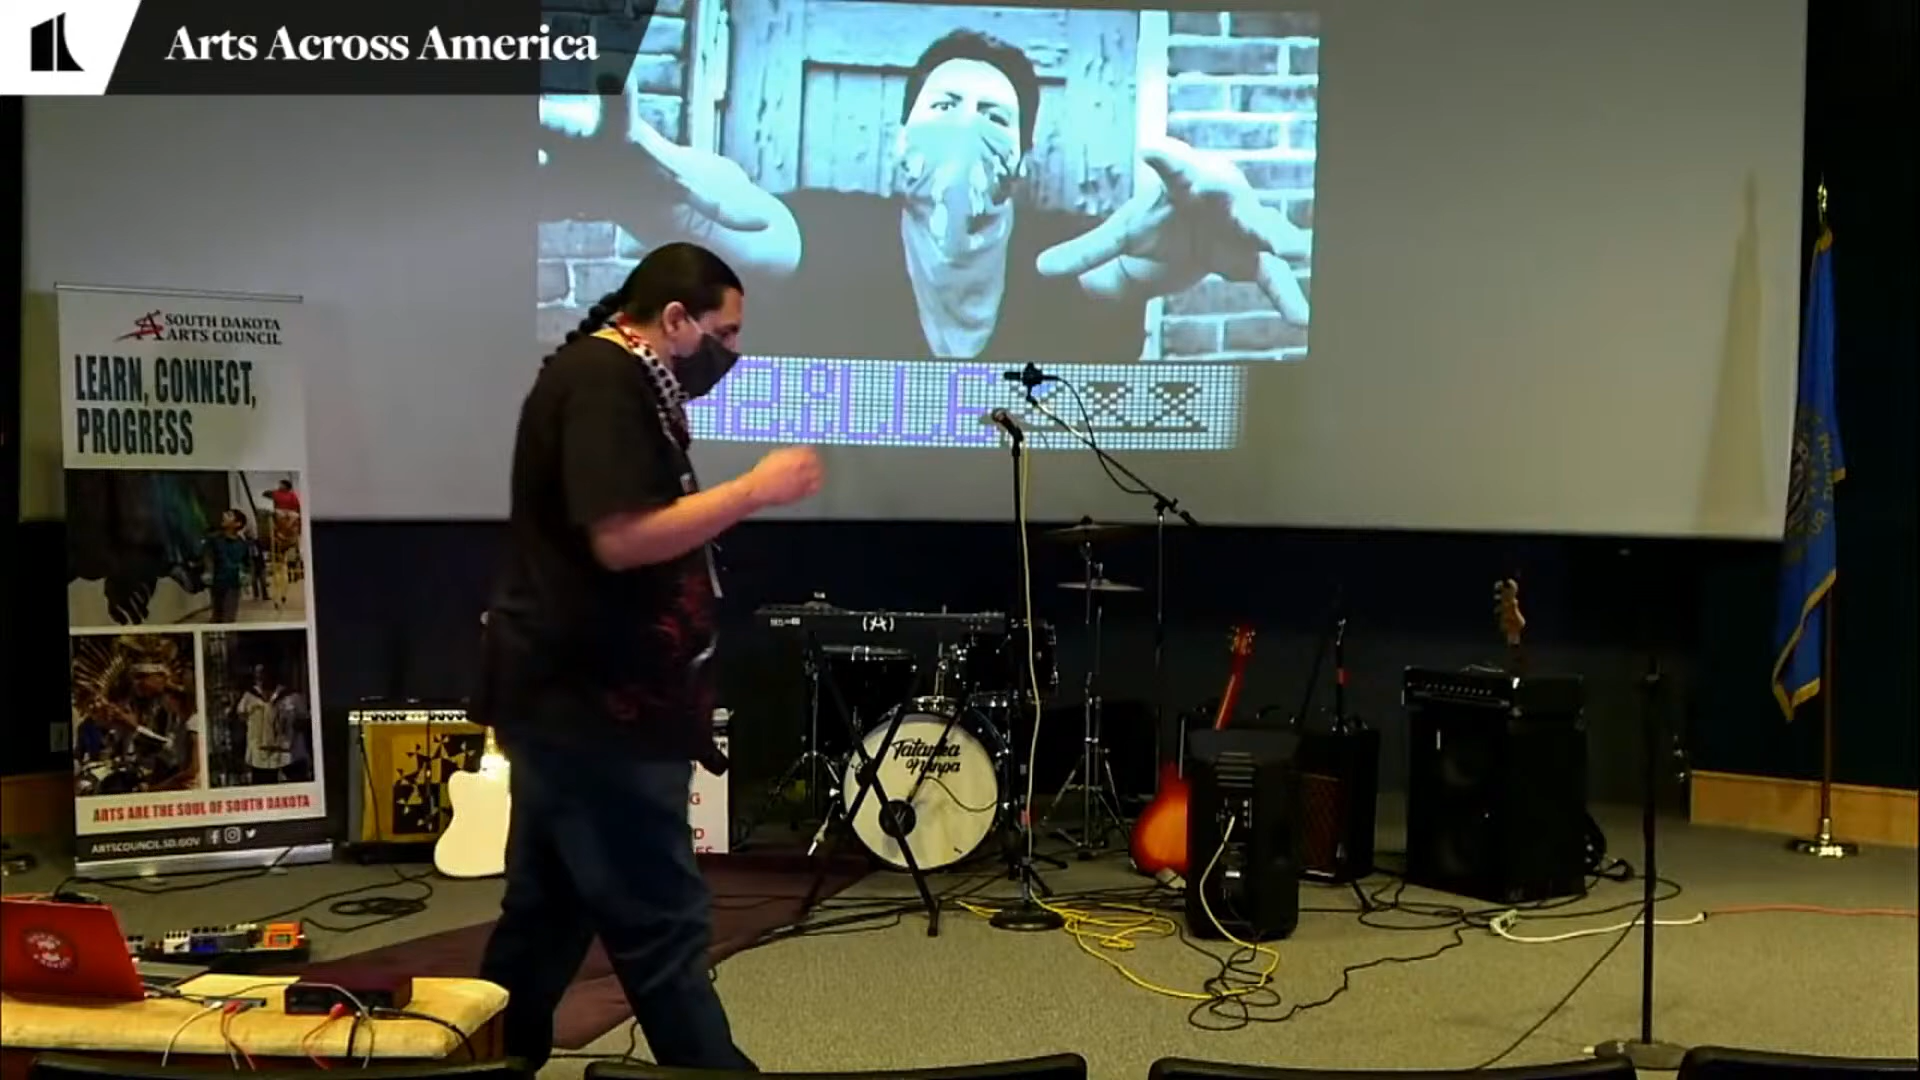 Arts Across America
SOUTH DAKOTA
ARTS COUNCIL
LEARN, CONNECT,
PROGRESS
ARTS ARE THE SOUL OF SOUTH DAKOTA
ARTSCOUNCIL.SD.GOV
Tatanka
Nunpa
G
D